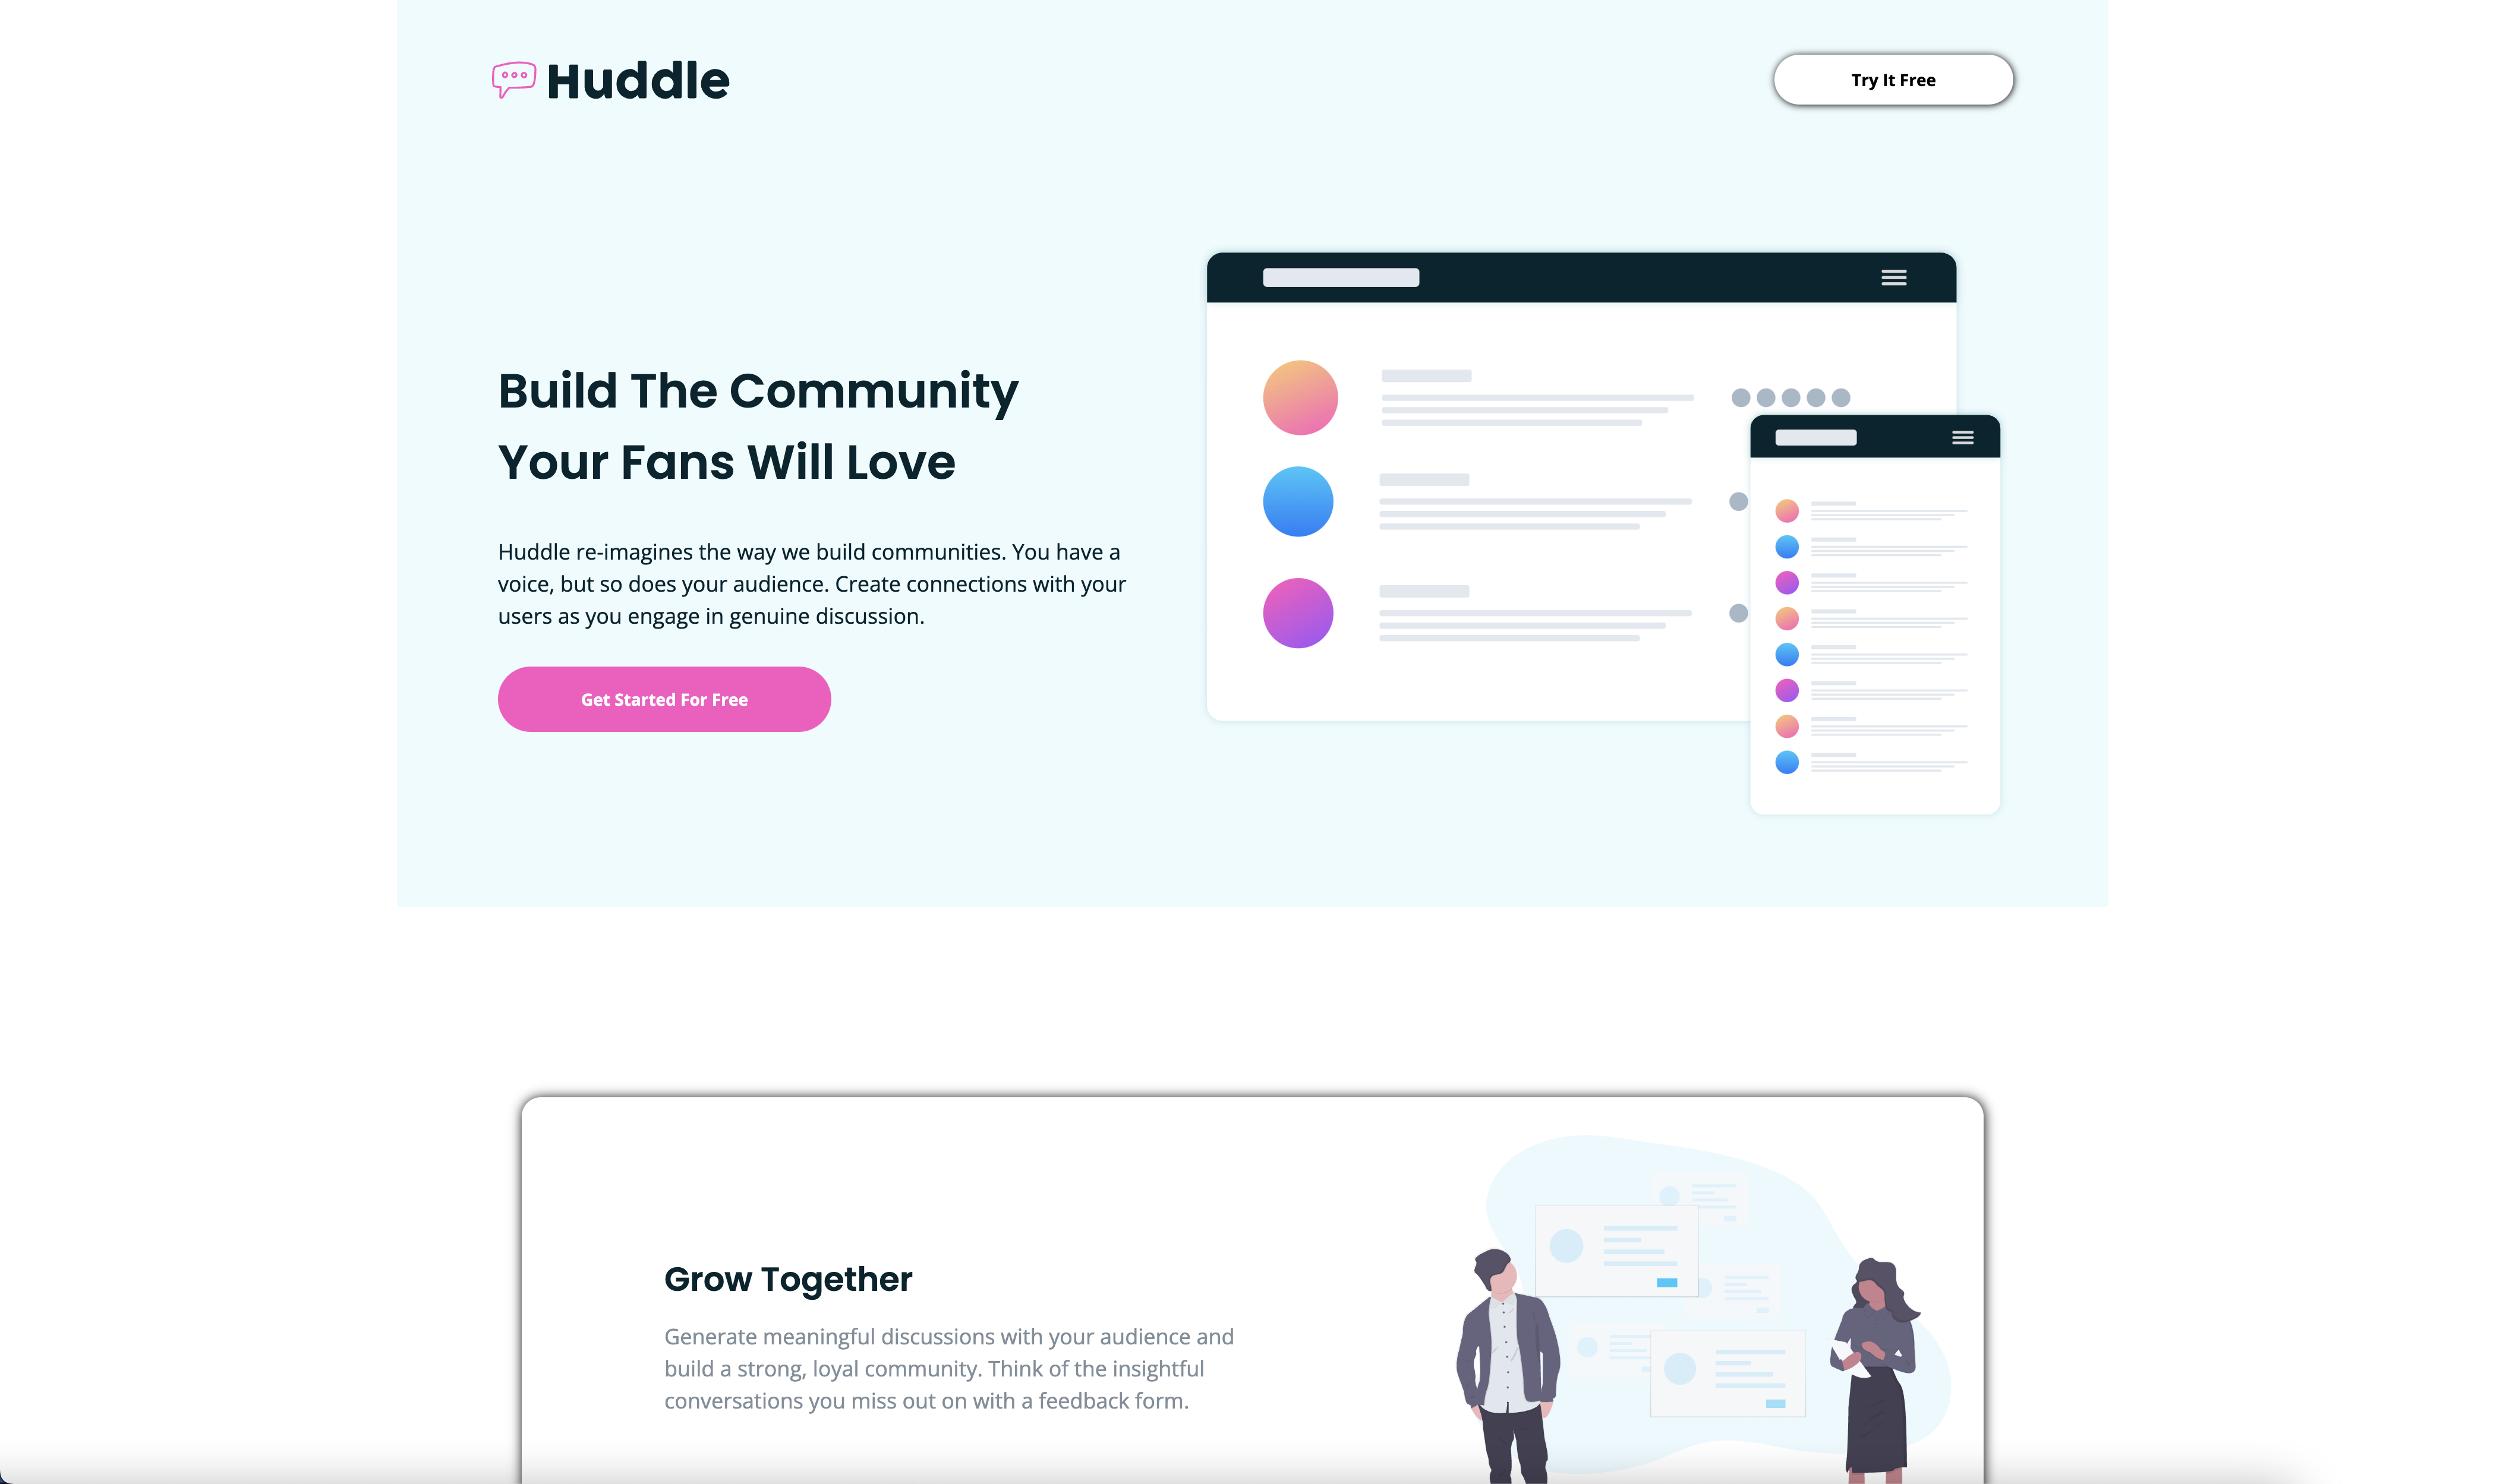 Huddle
Try It Free
Build The Community
Your Fans Will Love
Huddle re-imagines the way we build communities. You have a
voice, but so does your audience. Create connections with your
users as you engage in genuine discussion.
Get Started For Free
Grow Together
Generate meaningful discussions with your audience and
build a strong, loyal community. Think of the insightful
conversations you miss out on with a feedback form.